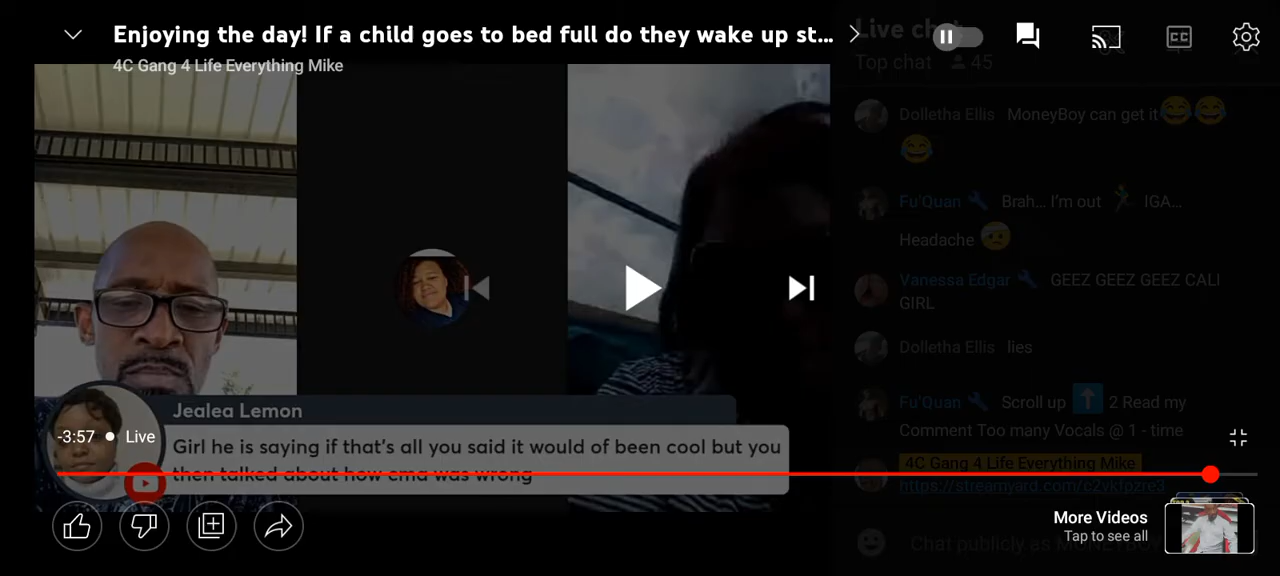 Enjoying the day! If a child goes to bed full do they wake up st...
4C Gang 4 Life Everything Mike
Live ch
Top chat 45
CC
Dolletha Ellis MoneyBoy can get it😂😂
😂
Fu'Quan Brah... I'm out IGA...
Headache 🤕
Vanessa Edgar GEEZ GEEZ GEEZ CALI
GIRL
Dolletha Ellis lies
Fu'Quan Scroll up ⬆️ 2 Read my
Comment Too many Vocals @ 1 - time
4C Gang 4 Life Everything Mike
Chat publicly as
Jealea Lemon
Girl he is saying if that's all you said it would of been cool but you
then talked about how cma was wrong
-3:57 • Live
More Videos
Tap to see all